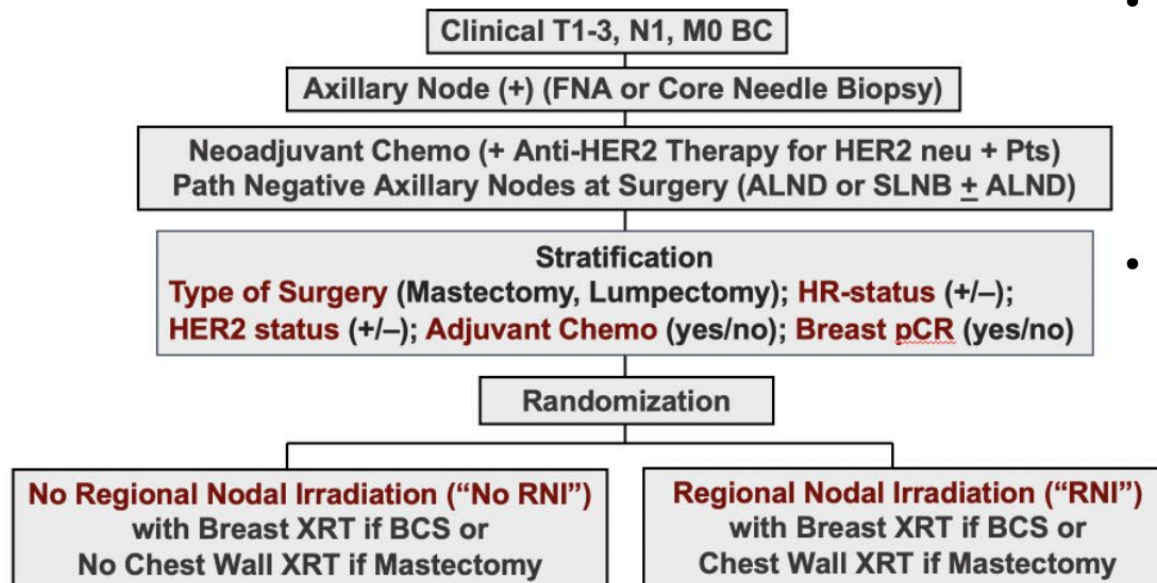 Clinical T1-3, N1, M0 BC
Axillary Node (+) (FNA or Core Needle Biopsy)
Neoadjuvant Chemo (+ Anti-HER2 Therapy for HER2 neu + Pts)
Path Negative Axillary Nodes at Surgery (ALND or SLNB ± ALND)
Stratification
Type of Surgery (Mastectomy, Lumpectomy); HR-status (+/–);
HER2 status (+/–); Adjuvant Chemo (yes/no); Breast pCR (yes/no)
Randomization
No Regional Nodal Irradiation (“No RNI”)
with Breast XRT if BCS or
No Chest Wall XRT if Mastectomy
Regional Nodal Irradiation (“RNI”)
with Breast XRT if BCS or
Chest Wall XRT if Mastectomy